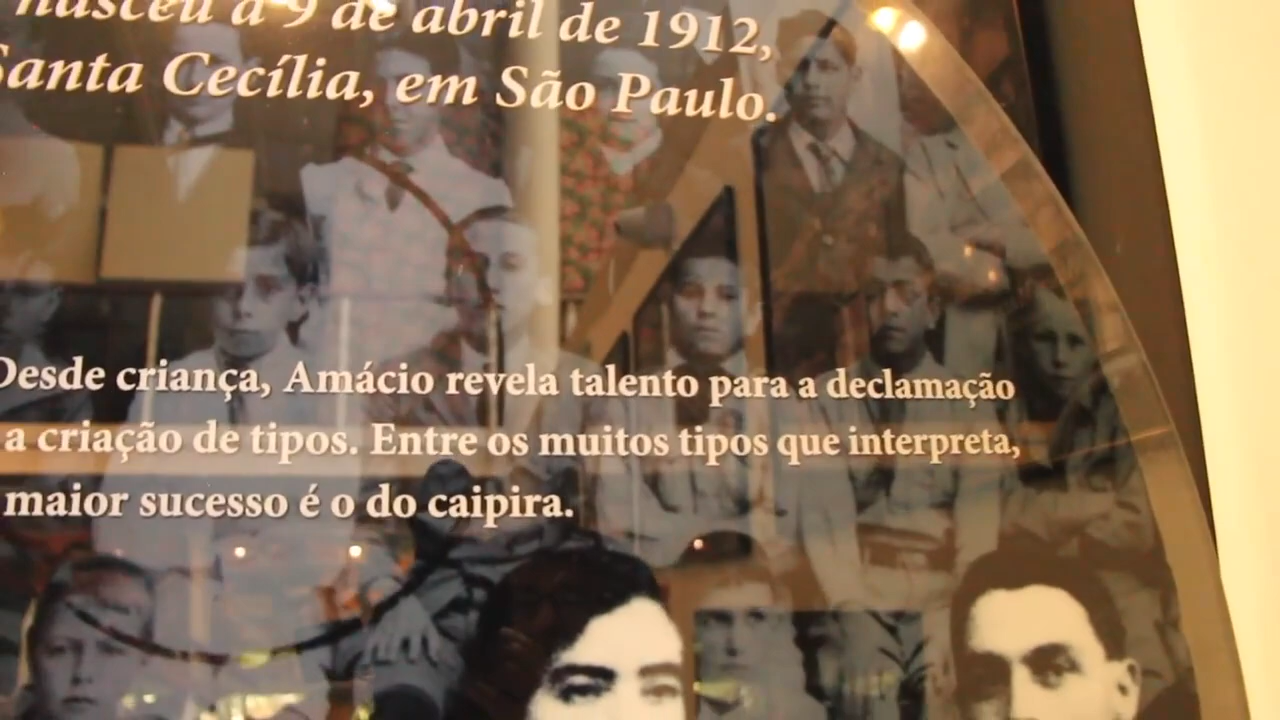 nasceu a 9 de abril de 1912,
Santa Cecília, em São Paulo.
Desde criança, Amácio revela talento para a declamação
a criação de tipos. Entre os muitos tipos que interpreta,
maior sucesso é o do caipira.